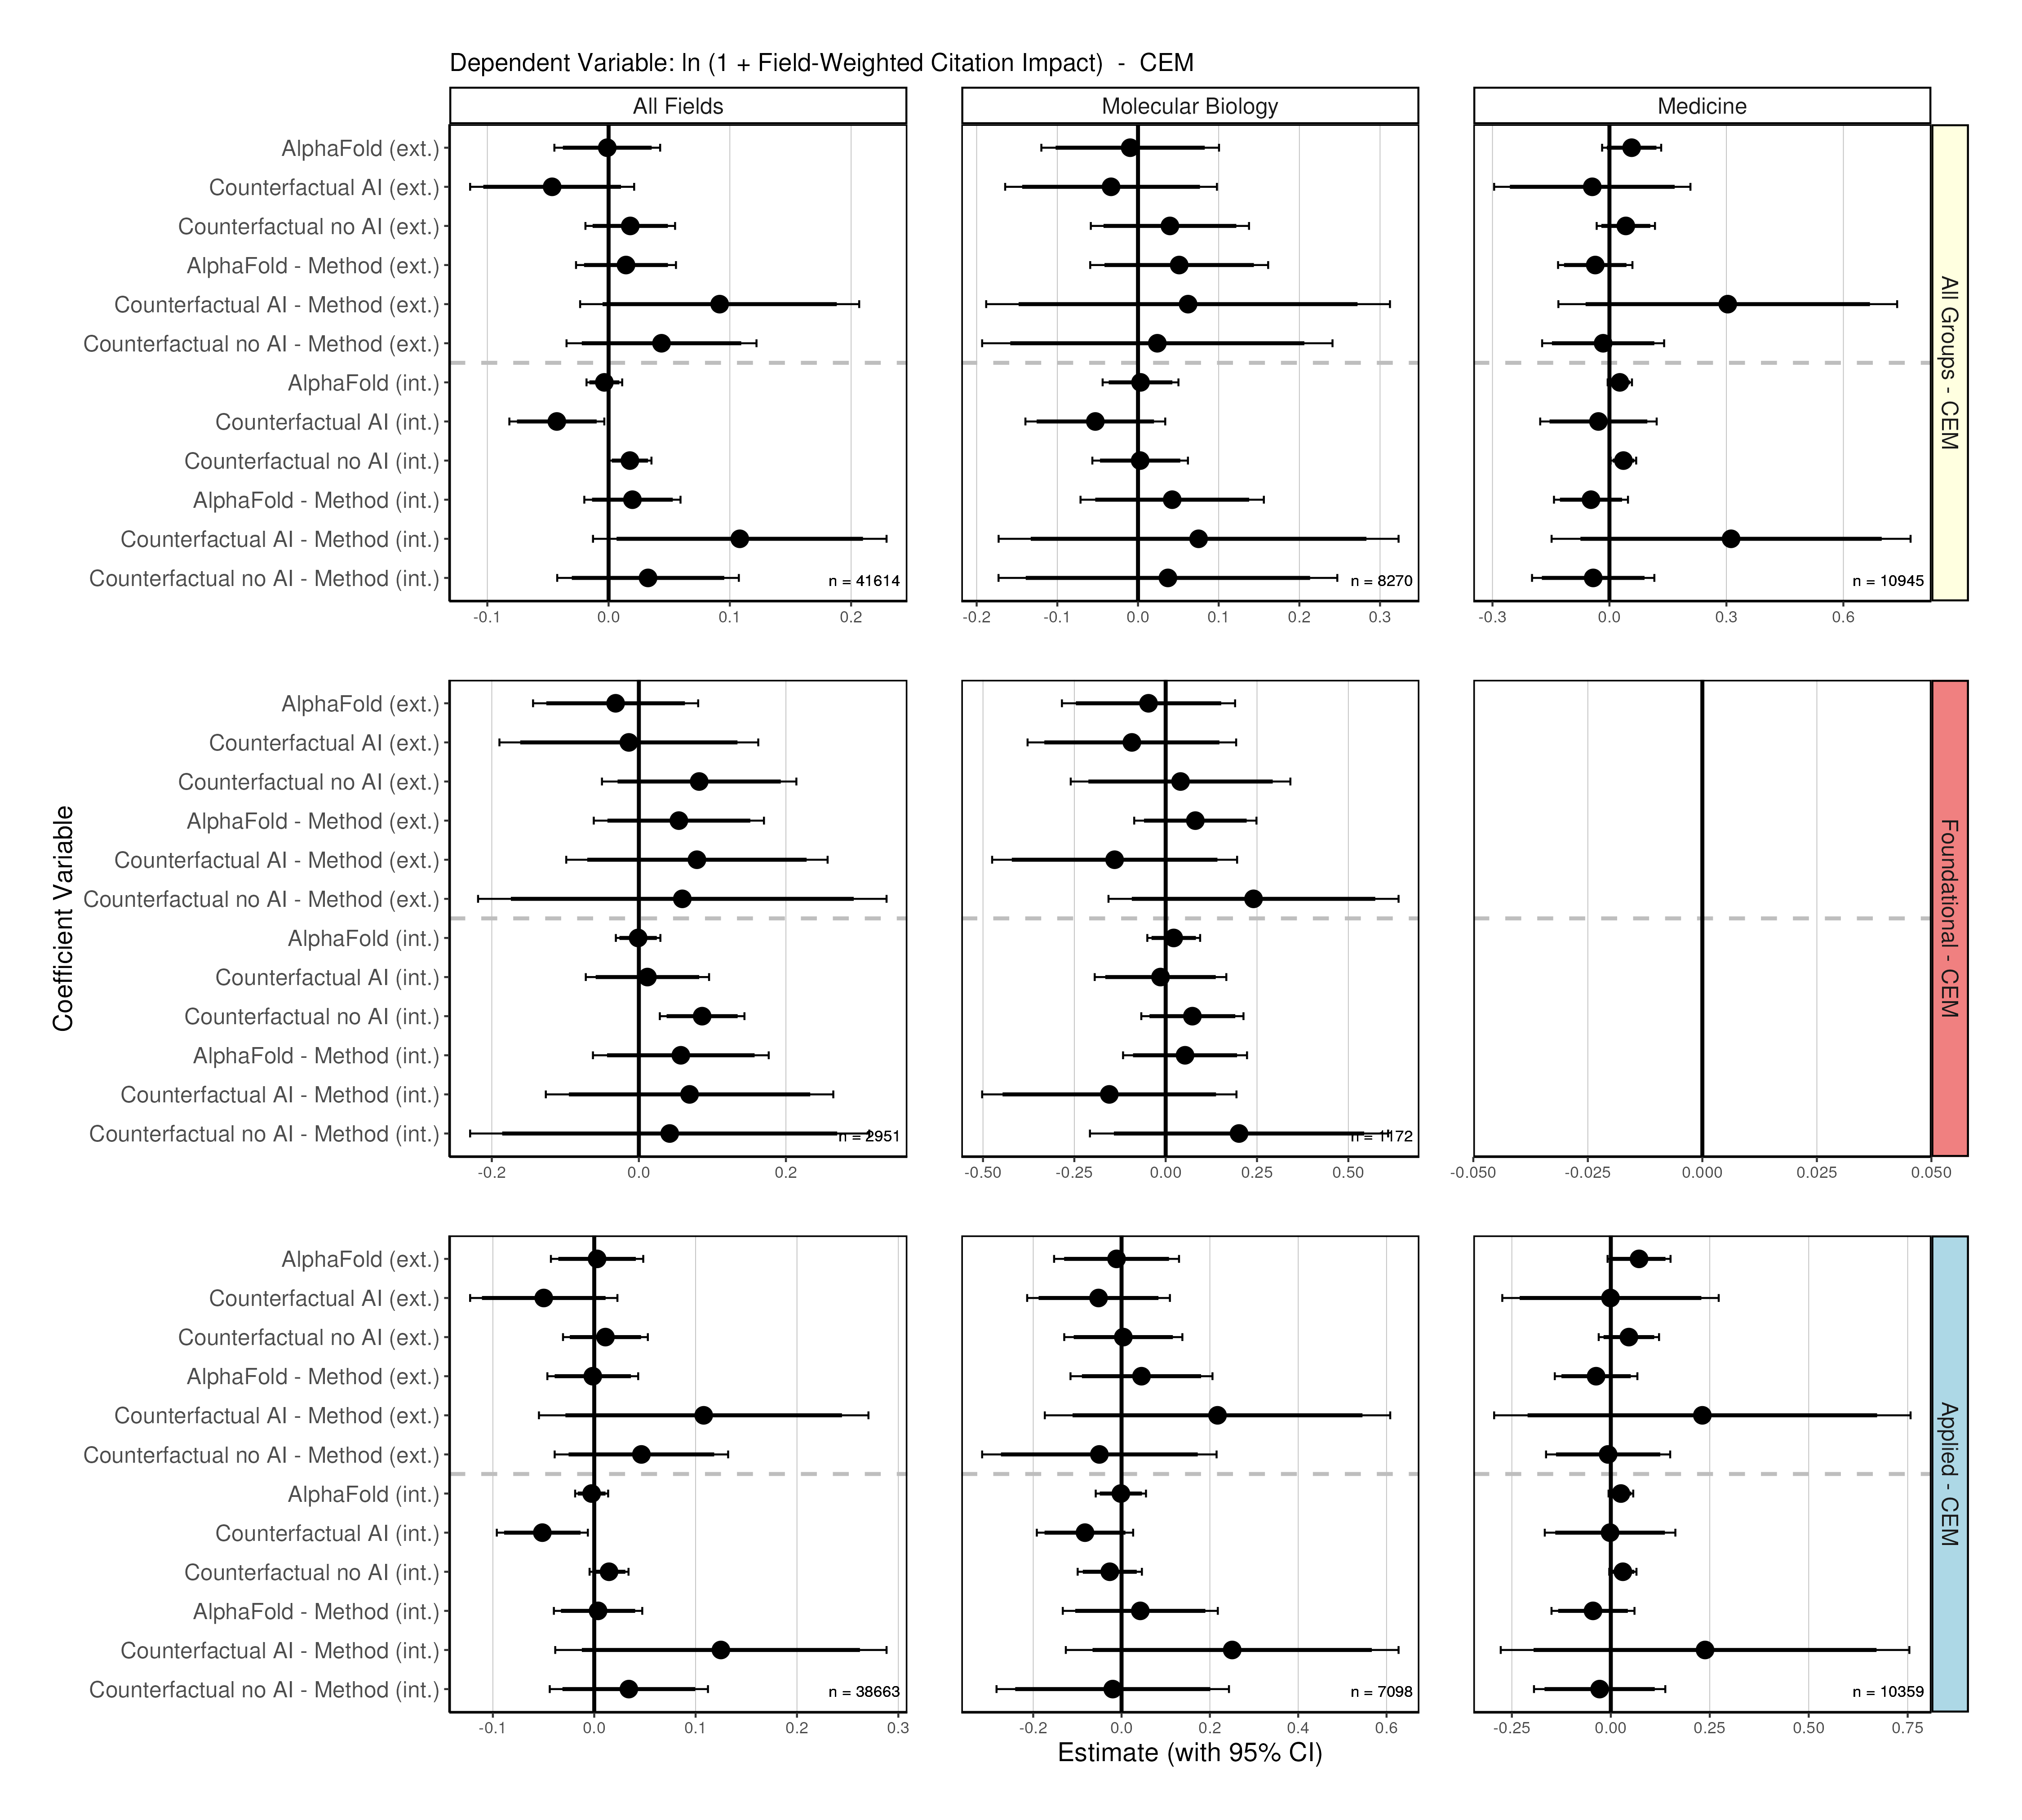 Dependent Variable: ln (1 + Field-Weighted Citation Impact) - CEM
All Fields
Molecular Biology
Medicine
AlphaFold (ext.)
Counterfactual AI (ext.)
Counterfactual no AI (ext.)
AlphaFold - Method (ext.)
Counterfactual AI - Method (ext.)
Counterfactual no AI - Method (ext.)
AlphaFold (int.)
Counterfactual AI (int.)
Counterfactual no AI (int.)
AlphaFold - Method (int.)
Counterfactual AI - Method (int.)
Counterfactual no AI - Method (int.)
n = 41614
n = 8270
n = 10945
-0.1 0.0 0.1 0.2
-0.2 -0.1 0.0 0.1 0.2 0.3
-0.3 0.0 0.3 0.6
All Groups - CEM
Coefficient Variable
AlphaFold (ext.)
Counterfactual AI (ext.)
Counterfactual no AI (ext.)
AlphaFold - Method (ext.)
Counterfactual AI - Method (ext.)
Counterfactual no AI - Method (ext.)
AlphaFold (int.)
Counterfactual AI (int.)
Counterfactual no AI (int.)
AlphaFold - Method (int.)
Counterfactual AI - Method (int.)
Counterfactual no AI - Method (int.)
n = 2951
n = 1172
-0.2 0.0 0.2
-0.50 -0.25 0.00 0.25 0.50
-0.050 -0.025 0.000 0.025 0.050
Foundational - CEM
AlphaFold (ext.)
Counterfactual AI (ext.)
Counterfactual no AI (ext.)
AlphaFold - Method (ext.)
Counterfactual AI - Method (ext.)
Counterfactual no AI - Method (ext.)
AlphaFold (int.)
Counterfactual AI (int.)
Counterfactual no AI (int.)
AlphaFold - Method (int.)
Counterfactual AI - Method (int.)
Counterfactual no AI - Method (int.)
n = 38663
n = 7098
n = 10359
-0.1 0.0 0.1 0.2 0.3
-0.2 0.0 0.2 0.4 0.6
-0.25 0.00 0.25 0.50 0.75
Applied - CEM
Estimate (with 95% CI)